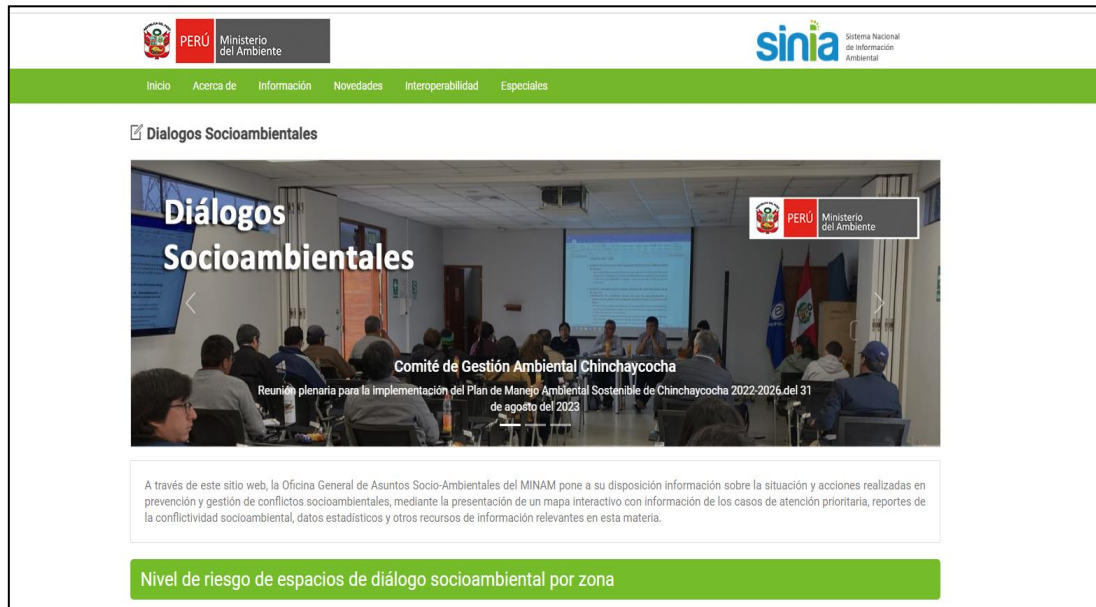 PERÚ Ministerio
del Ambiente
sinia Sistema Nacional
de Información
Ambiental
Inicio Acerca de Información Novedades Interoperabilidad Especiales
Dialogos Socioambientales
Diálogos
Socioambientales
PERÚ Ministerio
del Ambiente
Comité de Gestión Ambiental Chinchaycocha
Reunión plenaria para la implementación del Plan de Manejo Ambiental Sostenible de Chinchaycocha 2022-2026.del 31
de agosto del 2023
A través de este sitio web, la Oficina General de Asuntos Socio-Ambientales del MINAM pone a su disposición información sobre la situación y acciones realizadas en
prevención y gestión de conflictos socioambientales, mediante la presentación de un mapa interactivo con información de los casos de atención prioritaria, reportes de
la conflictividad socioambiental, datos estadísticos y otros recursos de información relevantes en esta materia.
Nivel de riesgo de espacios de diálogo socioambiental por zona